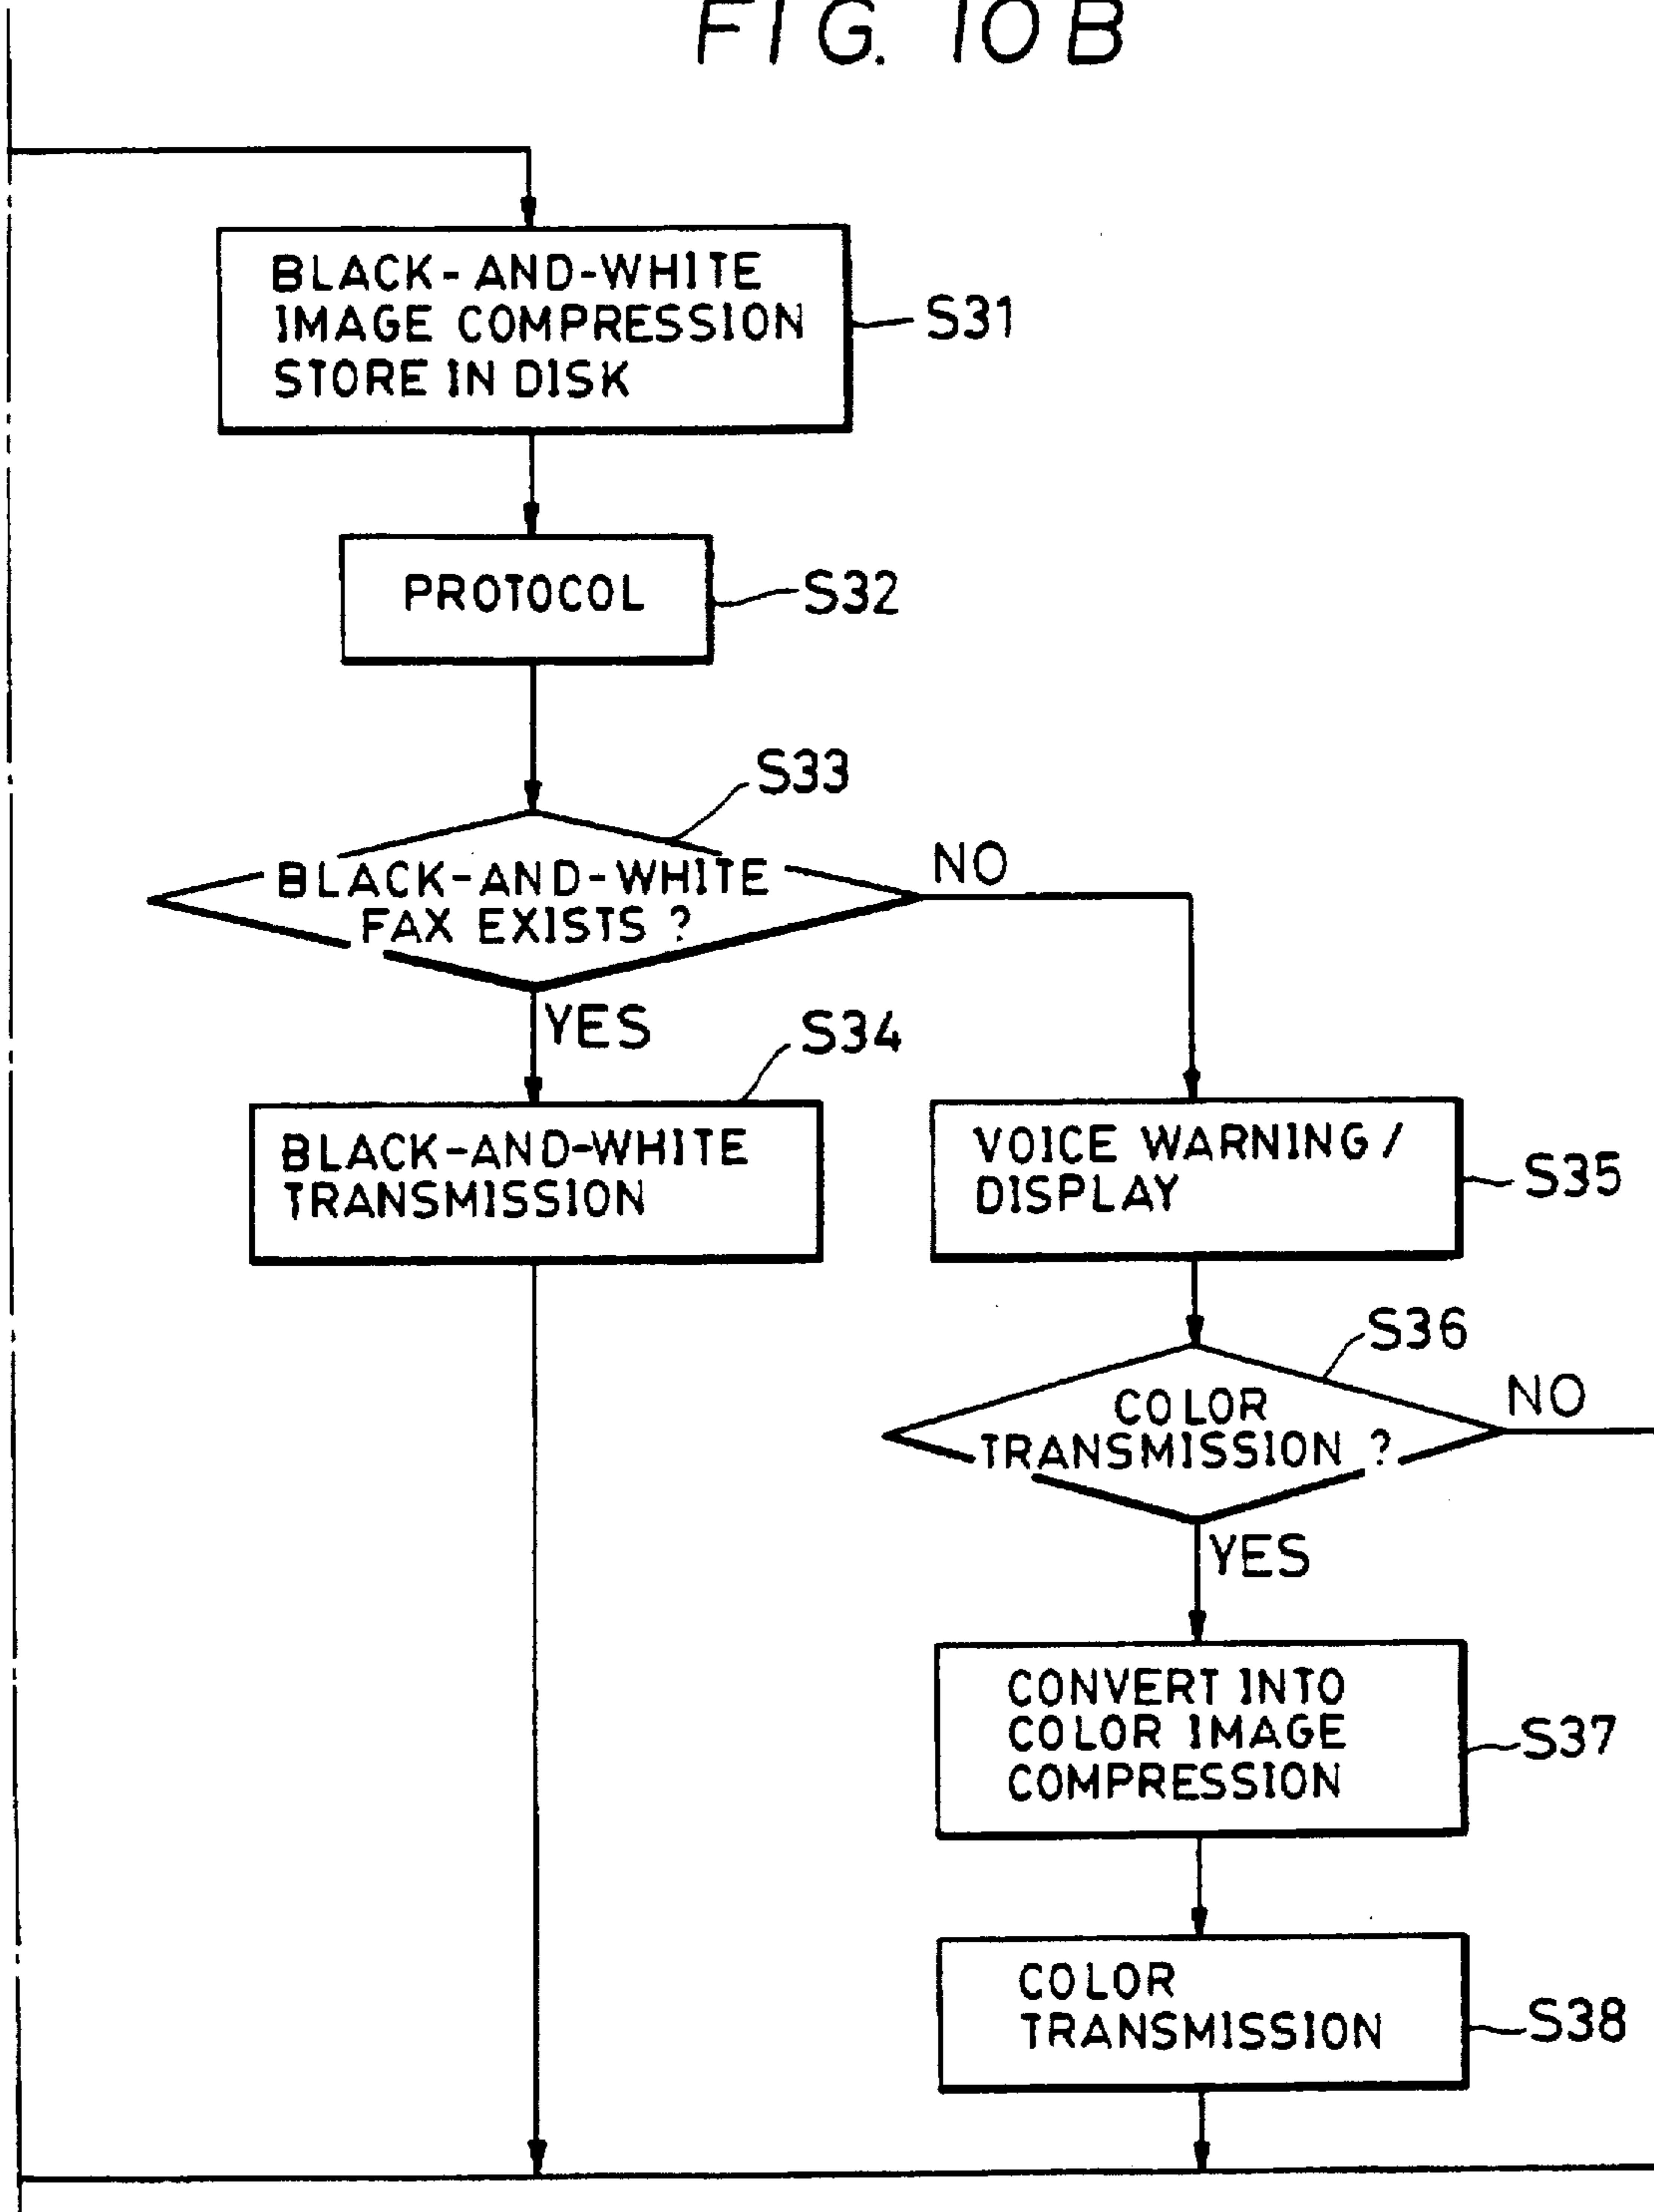 FIG. 10B
BLACK-AND-WHITE
IMAGE COMPRESSION
STORE IN DISK
S31
PROTOCOL
S32
S33
BLACK-AND-WHITE
FAX EXISTS ?
NO
YES
S34
BLACK-AND-WHITE
TRANSMISSION
VOICE WARNING /
DISPLAY
S35
S36
COLOR
TRANSMISSION ?
NO
YES
CONVERT INTO
COLOR IMAGE
COMPRESSION
S37
COLOR
TRANSMISSION
S38